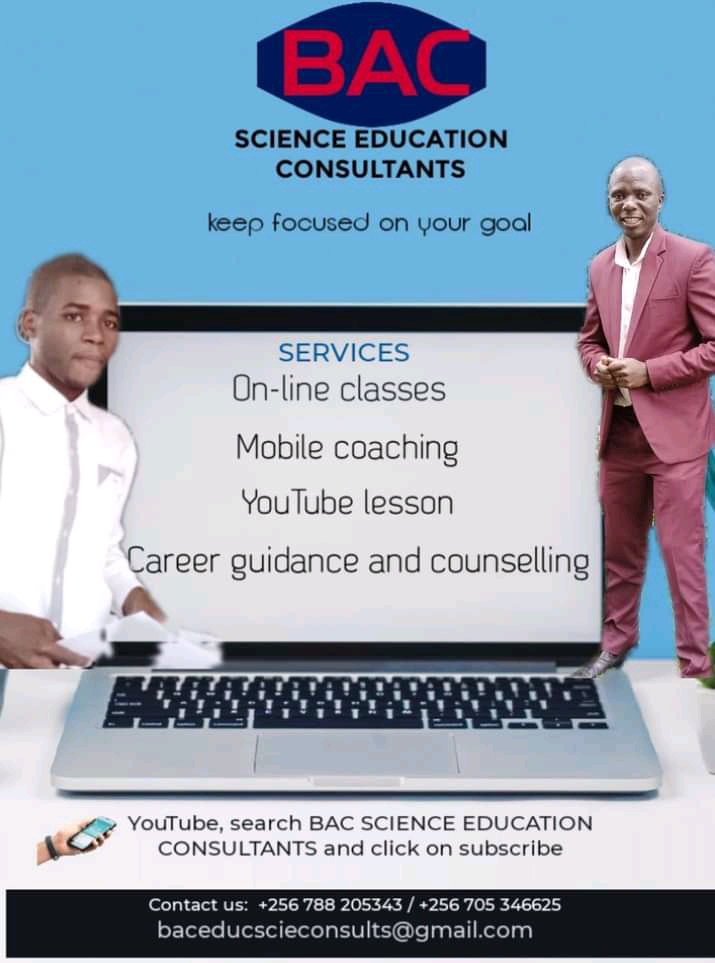 BAC
SCIENCE EDUCATION
CONSULTANTS
keep focused on your goal
SERVICES
On-line classes
Mobile coaching
YouTube lesson
Career guidance and counselling
YouTube, search BAC SCIENCE EDUCATION
CONSULTANTS and click on subscribe
Contact us: +256 788 205343 / +256 705 346625
baceducscieconsults@gmail.com